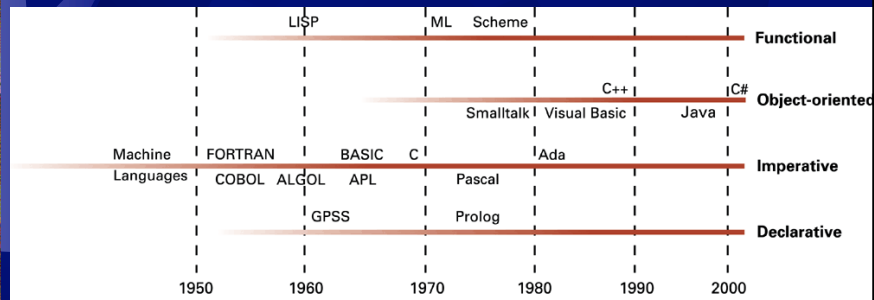 LISP ML Scheme
Functional
C++ C#
Object-oriented
Smalltalk Visual Basic Java
Machine FORTRAN BASIC C Ada
Imperative
Languages COBOL ALGOL APL Pascal
GPSS Prolog
Declarative
1950 1960 1970 1980 1990 2000